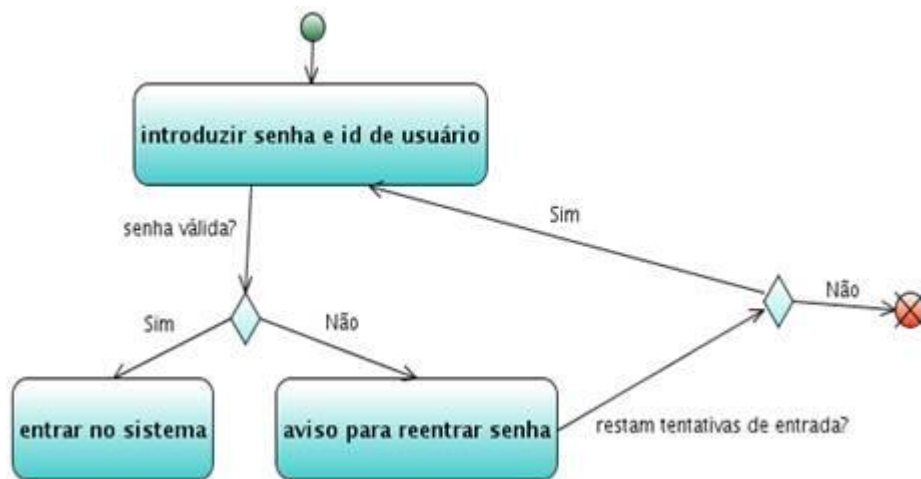 introduzir senha e id de usuário
senha válida?
Sim
Sim
Não
Não
entrar no sistema
aviso para reentrar senha
restam tentativas de entrada?